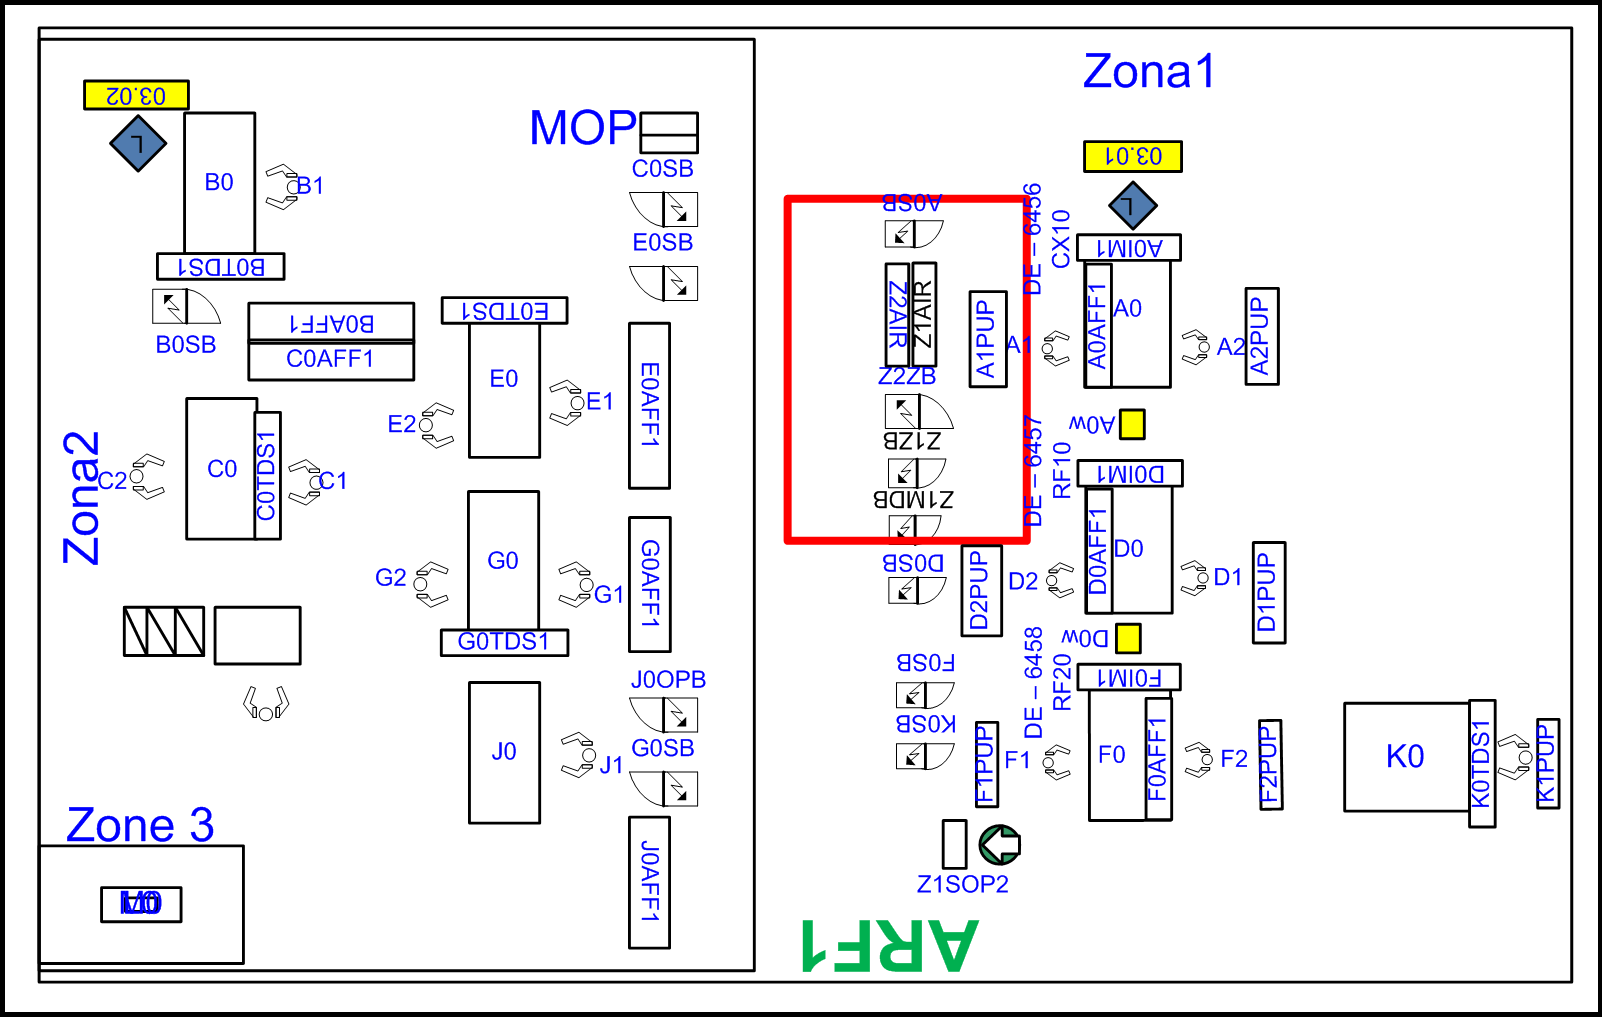 Zona1
03.02
MOP
03.01
B0
B1
C0SB
A0SB
DE – 6456
CX10
E0SB
A0IM1
B0TDS1
E0TDS1
Z2AIR
Z1AIR
A1PUP
A1
A0AFF1
A0
A2
A2PUP
B0SB
B0AFF1
C0AFF1
E0
E1
E2
E0AFF1
Z2ZB
A0w
Z1ZB
DE – 6457
RF10
D0IM1
Zona2
C2
C0
C0TDS1
C1
Z1MDB
G0
G2
G1
G0AFF1
D0SB
D2PUP
D2
D0AFF1
D0
D1
D1PUP
G0TDS1
D0w
DE – 6458
RF20
F0SB
F0IM1
J0OPB
K0SB
J0
J1
G0SB
F1PUP
F1
F0
F0AFF1
F2
F2PUP
K0
K0TDS1
K1PUP
Zone 3
J0AFF1
Z1SOP2
ARF1